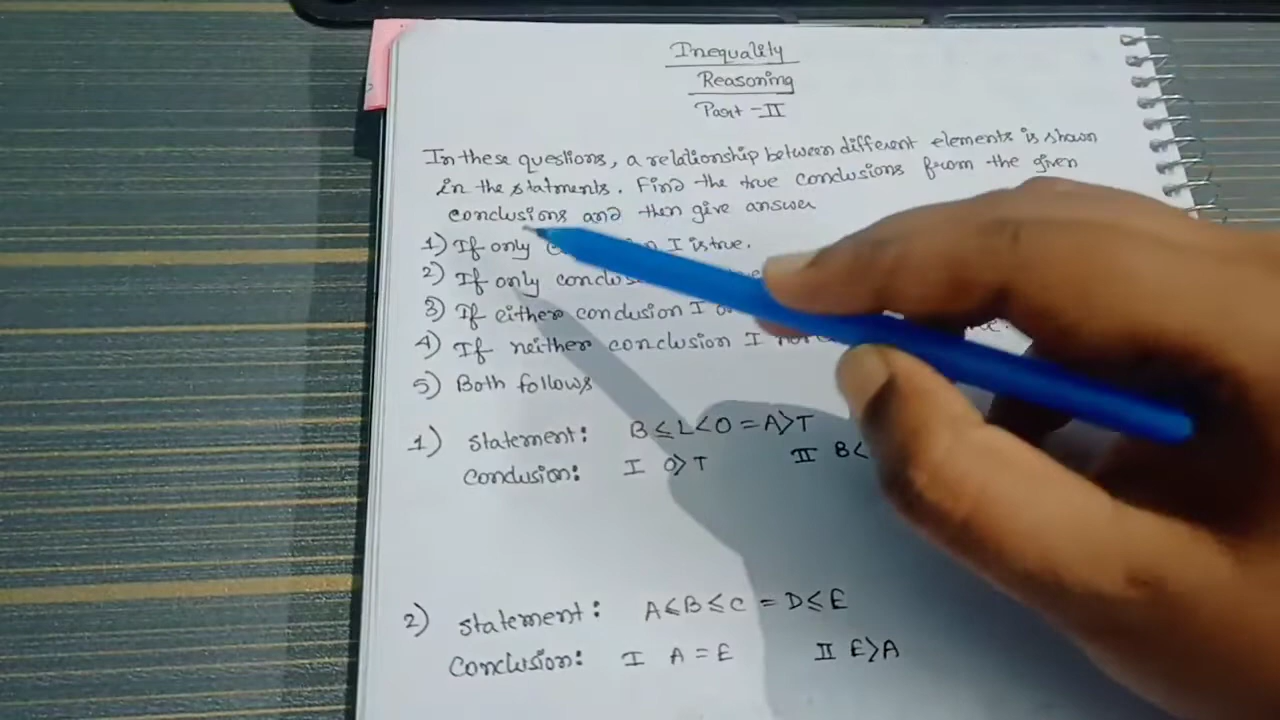 Inequality
Reasoning
Part-II
In these questions, a relationship between different elements is shown
in the statments. Find the true conclusions from the given
conclusions and then give answer
1) If only I is true.
2) If only
3) If either conclusion I
4) If neither conclusion I
5) Both follows
1) Statement: B ≤ L < O = A > T
Conclusion: I O > T II B <
2) Statement: A ≤ B ≤ C = D ≤ E
Conclusion: I A = E II E > A